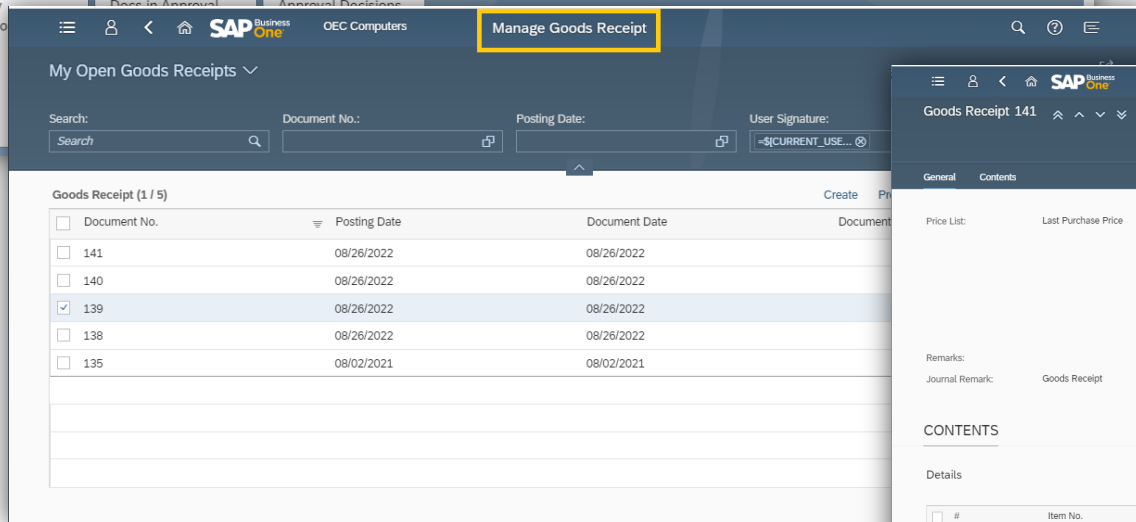 Docs in Approval
Approval Decisions
SAP Business One
OEC Computers
Manage Goods Receipt
My Open Goods Receipts
Search:
Document No.:
Posting Date:
User Signature:
Search
=$[CURRENT_USE...
Goods Receipt (1 / 5)
Create
Document No.
Posting Date
Document Date
Document
141 08/26/2022 08/26/2022
140 08/26/2022 08/26/2022
139 08/26/2022 08/26/2022
138 08/26/2022 08/26/2022
135 08/02/2021 08/02/2021
SAP Business One
Goods Receipt 141
General
Contents
Price List: Last Purchase Price
Remarks:
Journal Remark: Goods Receipt
CONTENTS
Details
# Item No.